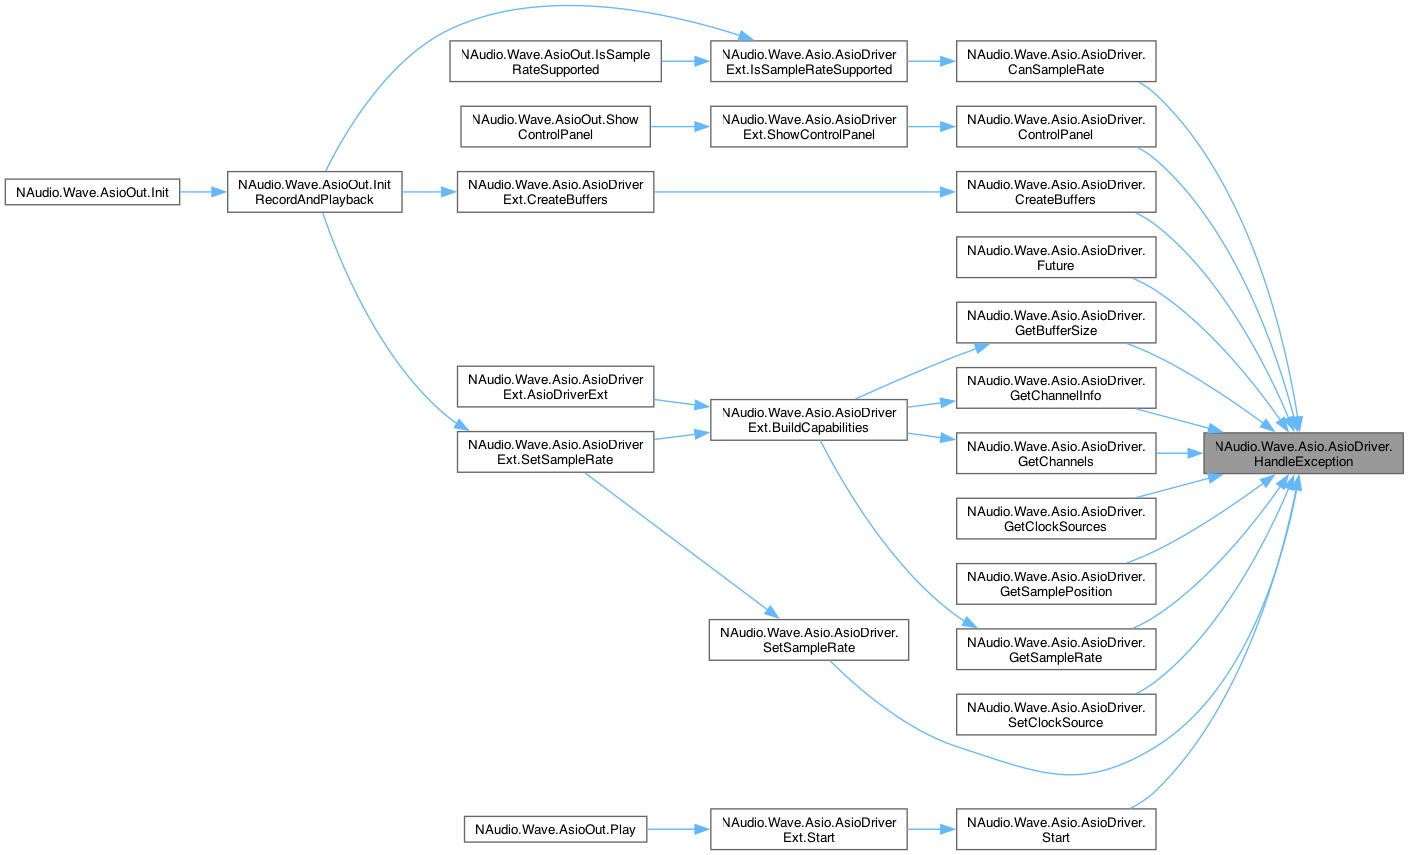 NAudio.Wave.AsioOut.IsSample
RateSupported
NAudio.Wave.Asio.AsioDriver
Ext.IsSampleRateSupported
NAudio.Wave.Asio.AsioDriver.
CanSampleRate
NAudio.Wave.AsioOut.Show
ControlPanel
NAudio.Wave.Asio.AsioDriver
Ext.ShowControlPanel
NAudio.Wave.Asio.AsioDriver.
ControlPanel
NAudio.Wave.AsioOut.Init
NAudio.Wave.AsioOut.Init
RecordAndPlayback
NAudio.Wave.Asio.AsioDriver
Ext.CreateBuffers
NAudio.Wave.Asio.AsioDriver.
CreateBuffers
NAudio.Wave.Asio.AsioDriver.
Future
NAudio.Wave.Asio.AsioDriver.
GetBufferSize
NAudio.Wave.Asio.AsioDriver
Ext.AsioDriverExt
NAudio.Wave.Asio.AsioDriver.
GetChannelInfo
NAudio.Wave.Asio.AsioDriver
Ext.BuildCapabilities
NAudio.Wave.Asio.AsioDriver
Ext.SetSampleRate
NAudio.Wave.Asio.AsioDriver.
GetChannels
NAudio.Wave.Asio.AsioDriver.
HandleException
NAudio.Wave.Asio.AsioDriver.
GetClockSources
NAudio.Wave.Asio.AsioDriver.
GetSamplePosition
NAudio.Wave.Asio.AsioDriver.
SetSampleRate
NAudio.Wave.Asio.AsioDriver.
GetSampleRate
NAudio.Wave.Asio.AsioDriver.
SetClockSource
NAudio.Wave.AsioOut.Play
NAudio.Wave.Asio.AsioDriver
Ext.Start
NAudio.Wave.Asio.AsioDriver.
Start